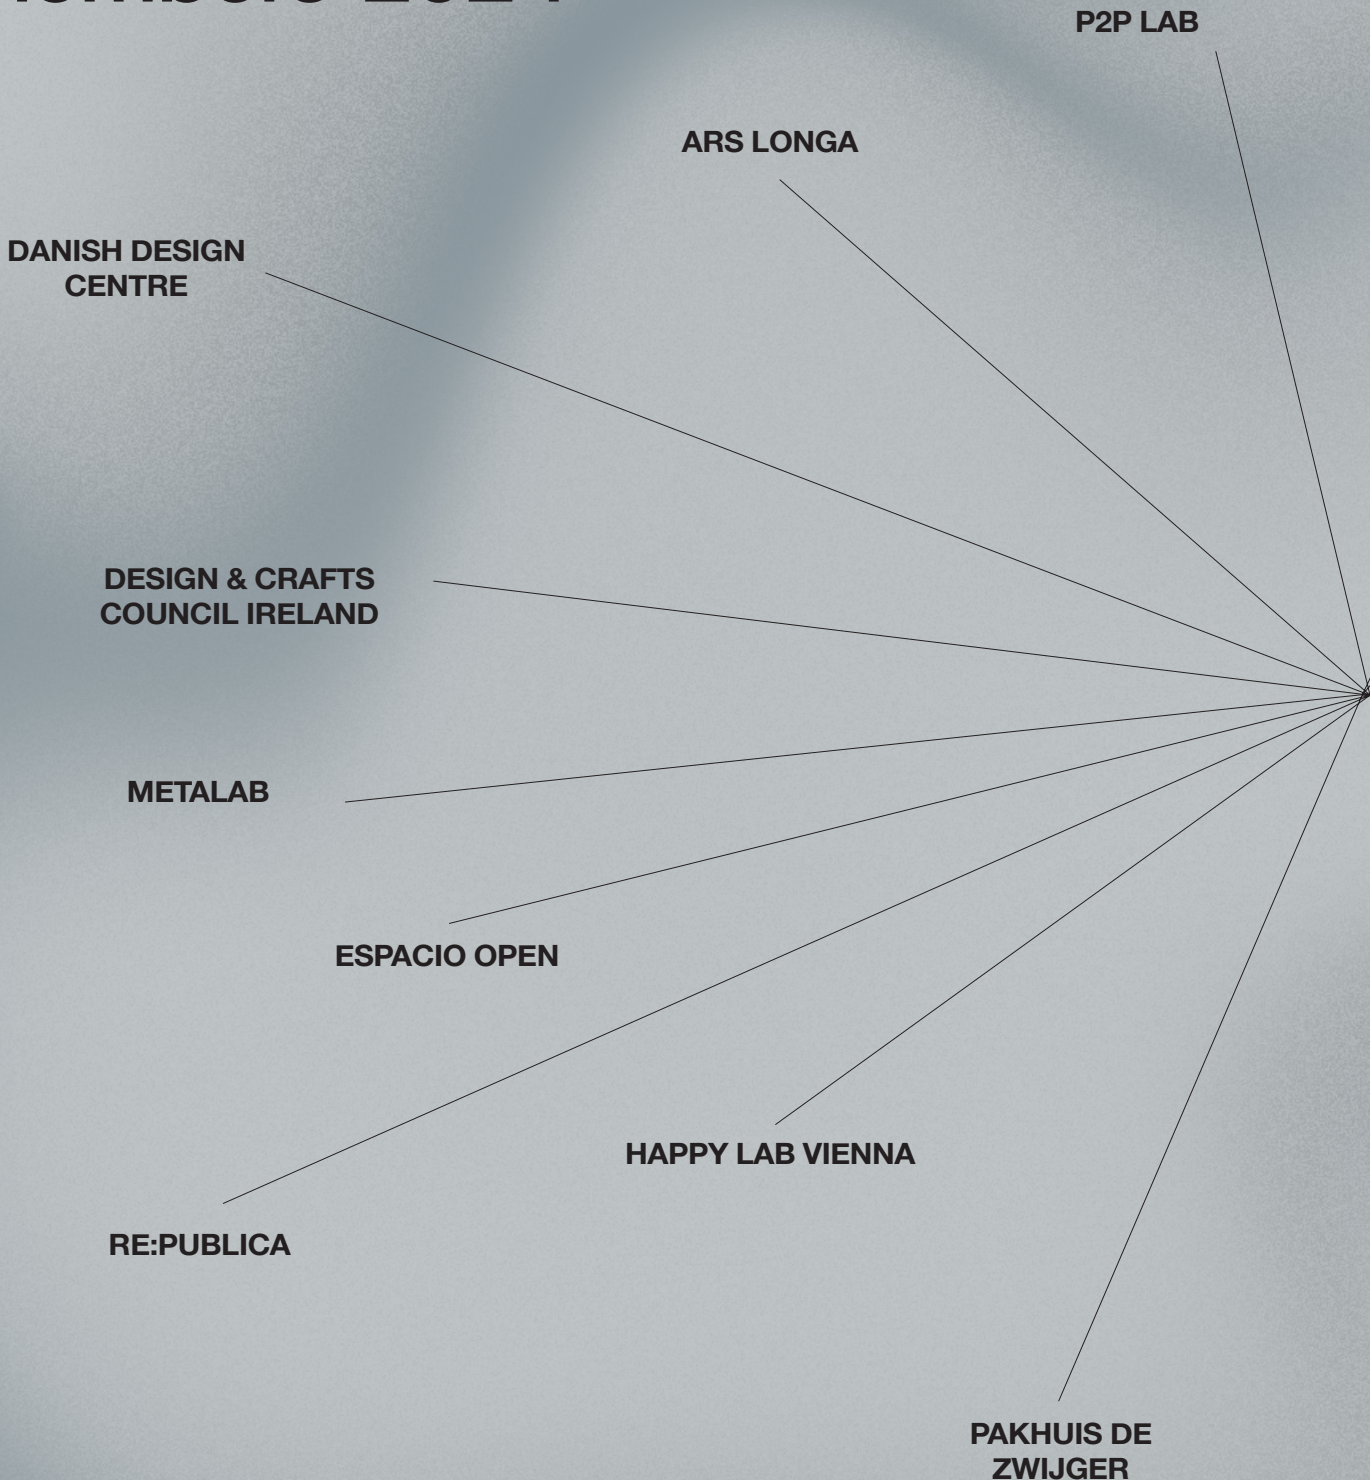 P2P LAB
ARS LONGA
DANISH DESIGN
CENTRE
DESIGN & CRAFTS
COUNCIL IRELAND
METALAB
ESPACIO OPEN
HAPPY LAB VIENNA
RE:PUBLICA
PAKHUIS DE
ZWIJGER